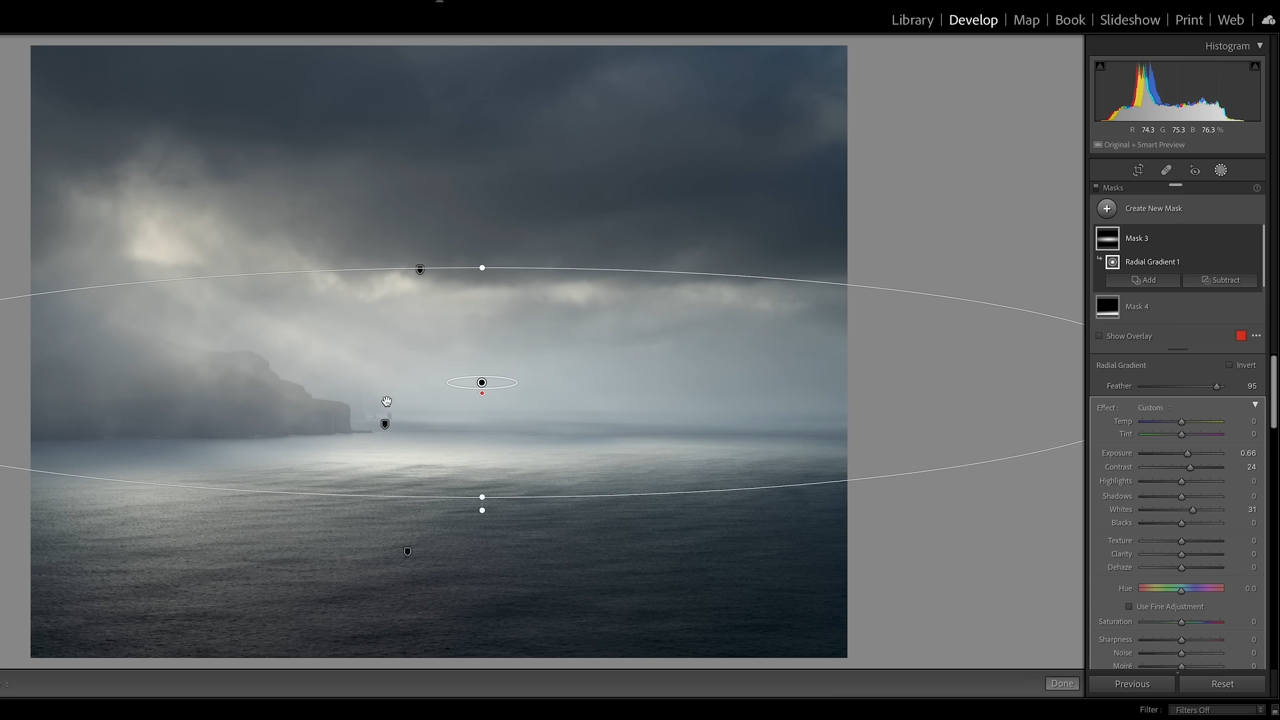 Library | Develop | Map | Book | Slideshow | Print | Web
Histogram
R 74.3 G 75.3 B 76.3 %
Original + Smart Preview
Masks
Create New Mask
Mask 3
Radial Gradient 1
Add Subtract
Mask 4
Show Overlay
Radial Gradient Invert
Feather 95
Effect : Custom
Temp 0
Tint 0
Exposure 0.66
Contrast 24
Highlights 0
Shadows 0
Whites 31
Blacks 0
Texture 0
Clarity 0
Dehaze 0
Hue 0.0
Use Fine Adjustment
Saturation 0
Sharpness 0
Noise 0
Moiré 0
Done Previous Reset
Filter : Filters Off